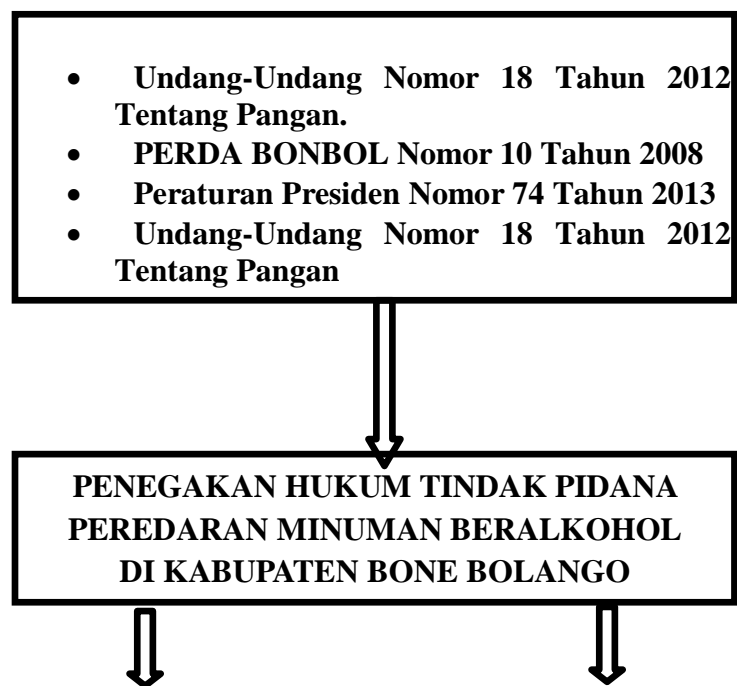 • Undang-Undang Nomor 18 Tahun 2012
Tentang Pangan.
• PERDA BONBOL Nomor 10 Tahun 2008
• Peraturan Presiden Nomor 74 Tahun 2013
• Undang-Undang Nomor 18 Tahun 2012
Tentang Pangan
PENEGAKAN HUKUM TINDAK PIDANA
PEREDARAN MINUMAN BERALKOHOL
DI KABUPATEN BONE BOLANGO